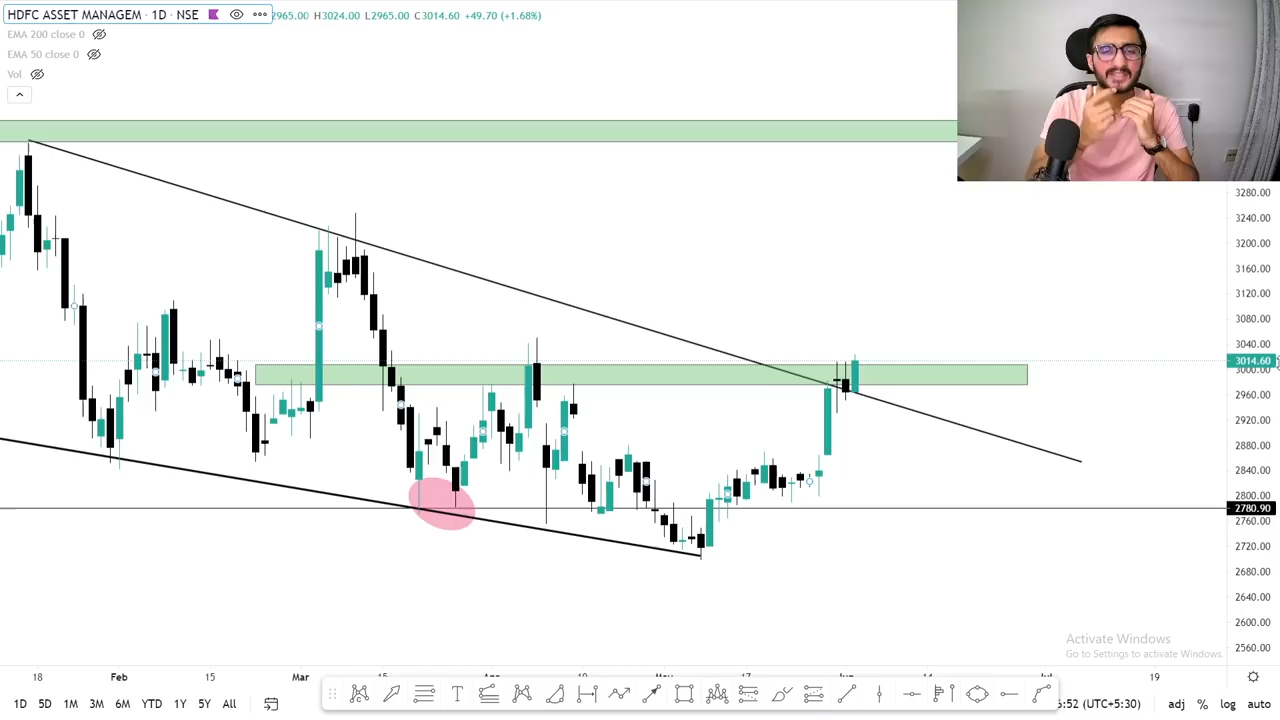 HDFC ASSET MANAGEM · 1D · NSE 2965.00 H3024.00 L2965.00 C3014.60 +49.70 (+1.68%)
EMA 200 close 0
EMA 50 close 0
Vol
3280.00
3240.00
3200.00
3160.00
3120.00
3080.00
3040.00
3014.60
3000.00
2960.00
2920.00
2880.00
2840.00
2800.00
2780.90
2760.00
2720.00
2680.00
2640.00
2600.00
2560.00
Activate Windows
Go to Settings to activate Windows.
18 Feb 15 Mar 19
1D 5D 1M 3M 6M YTD 1Y 5Y All T :52 (UTC+5:30) adj % log auto